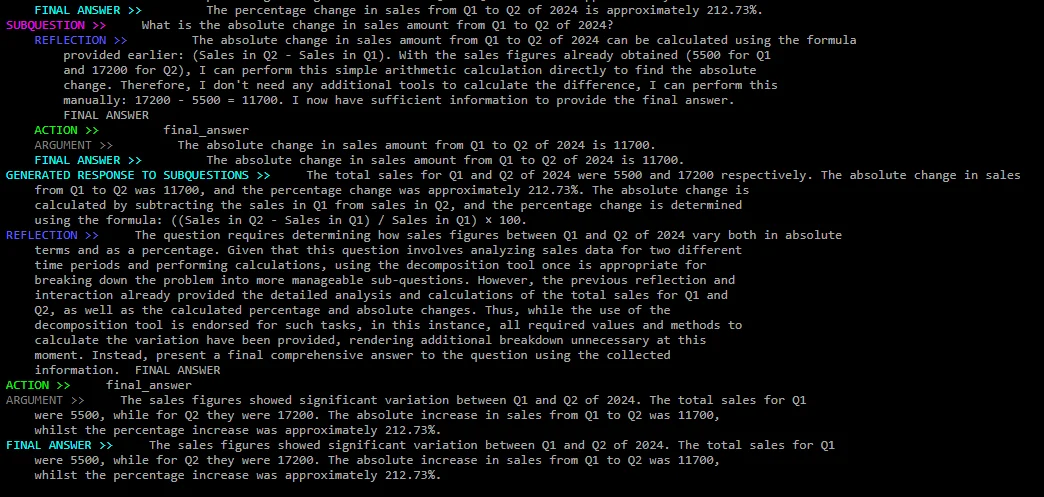 FINAL ANSWER >> The percentage change in sales from Q1 to Q2 of 2024 is approximately 212.73%.
SUBQUESTION >> What is the absolute change in sales amount from Q1 to Q2 of 2024?
REFLECTION >> The absolute change in sales amount from Q1 to Q2 of 2024 can be calculated using the formula
provided earlier: (Sales in Q2 - Sales in Q1). With the sales figures already obtained (5500 for Q1
and 17200 for Q2), I can perform this simple arithmetic calculation directly to find the absolute
change. Therefore, I don't need any additional tools to calculate the difference, I can perform this
manually: 17200 - 5500 = 11700. I now have sufficient information to provide the final answer.
FINAL ANSWER
ACTION >> final_answer
ARGUMENT >> The absolute change in sales amount from Q1 to Q2 of 2024 is 11700.
FINAL ANSWER >> The absolute change in sales amount from Q1 to Q2 of 2024 is 11700.
GENERATED RESPONSE TO SUBQUESTIONS >> The total sales for Q1 and Q2 of 2024 were 5500 and 17200 respectively. The absolute change in sales
from Q1 to Q2 was 11700, and the percentage change was approximately 212.73%. The absolute change is
calculated by subtracting the sales in Q1 from sales in Q2, and the percentage change is determined
using the formula: ((Sales in Q2 - Sales in Q1) / Sales in Q1) × 100.
REFLECTION >> The question requires determining how sales figures between Q1 and Q2 of 2024 vary both in absolute
terms and as a percentage. Given that this question involves analyzing sales data for two different
time periods and performing calculations, using the decomposition tool once is appropriate for
breaking down the problem into more manageable sub-questions. However, the previous reflection and
interaction already provided the detailed analysis and calculations of the total sales for Q1 and
Q2, as well as the calculated percentage and absolute changes. Thus, while the use of the
decomposition tool is endorsed for such tasks, in this instance, all required values and methods to
calculate the variation have been provided, rendering additional breakdown unnecessary at this
moment. Instead, present a final comprehensive answer to the question using the collected
information. FINAL ANSWER
ACTION >> final_answer
ARGUMENT >> The sales figures showed significant variation between Q1 and Q2 of 2024. The total sales for Q1
were 5500, while for Q2 they were 17200. The absolute increase in sales from Q1 to Q2 was 11700,
whilst the percentage increase was approximately 212.73%.
FINAL ANSWER >> The sales figures showed significant variation between Q1 and Q2 of 2024. The total sales for Q1
were 5500, while for Q2 they were 17200. The absolute increase in sales from Q1 to Q2 was 11700,
whilst the percentage increase was approximately 212.73%.